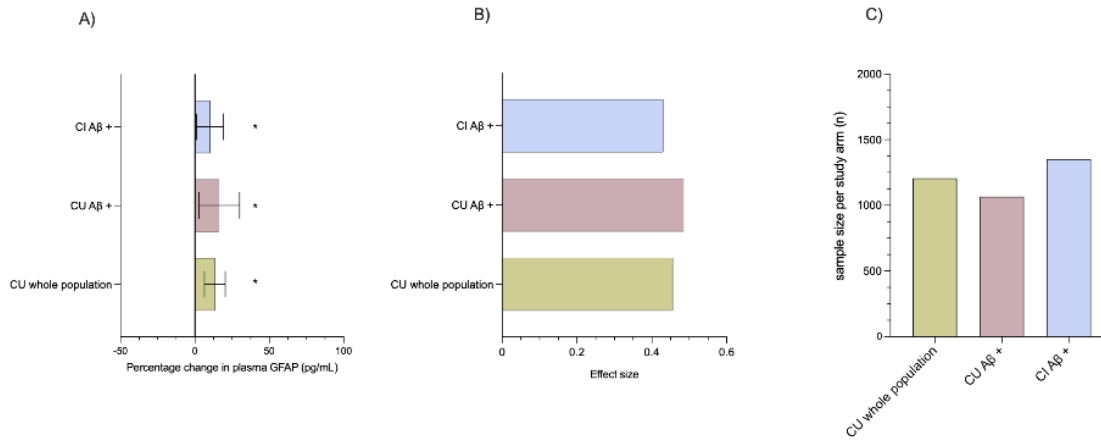 A)
CI Aβ +
*
CU Aβ +
*
CU whole population
*
-50 0 50 100
Percentage change in plasma GFAP (pg/mL)
B)
CI Aβ +
CU Aβ +
CU whole population
0 0.2 0.4 0.6
Effect size
C)
sample size per study arm (n)
2000
1500
1000
500
0
CU whole population
CU Aβ +
CI Aβ +